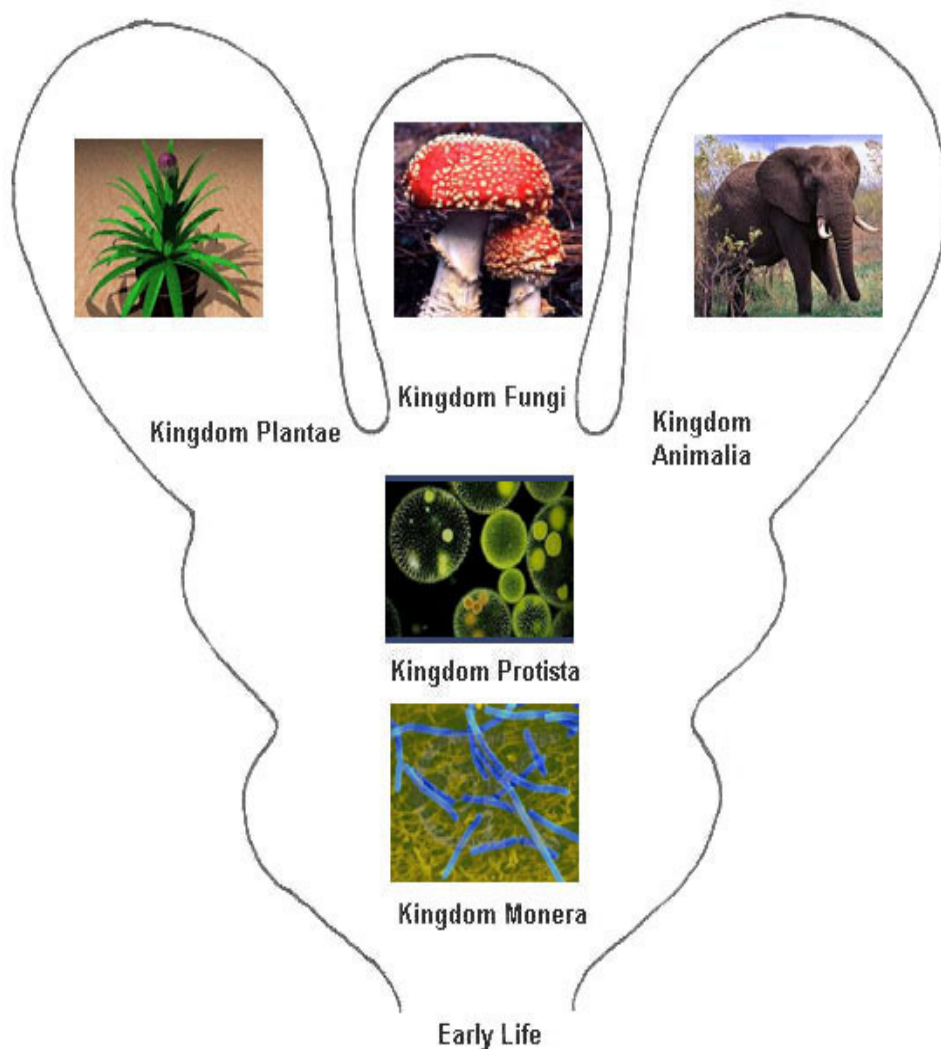 Kingdom Plantae
Kingdom Fungi
Kingdom
Animalia
Kingdom Protista
Kingdom Monera
Early Life